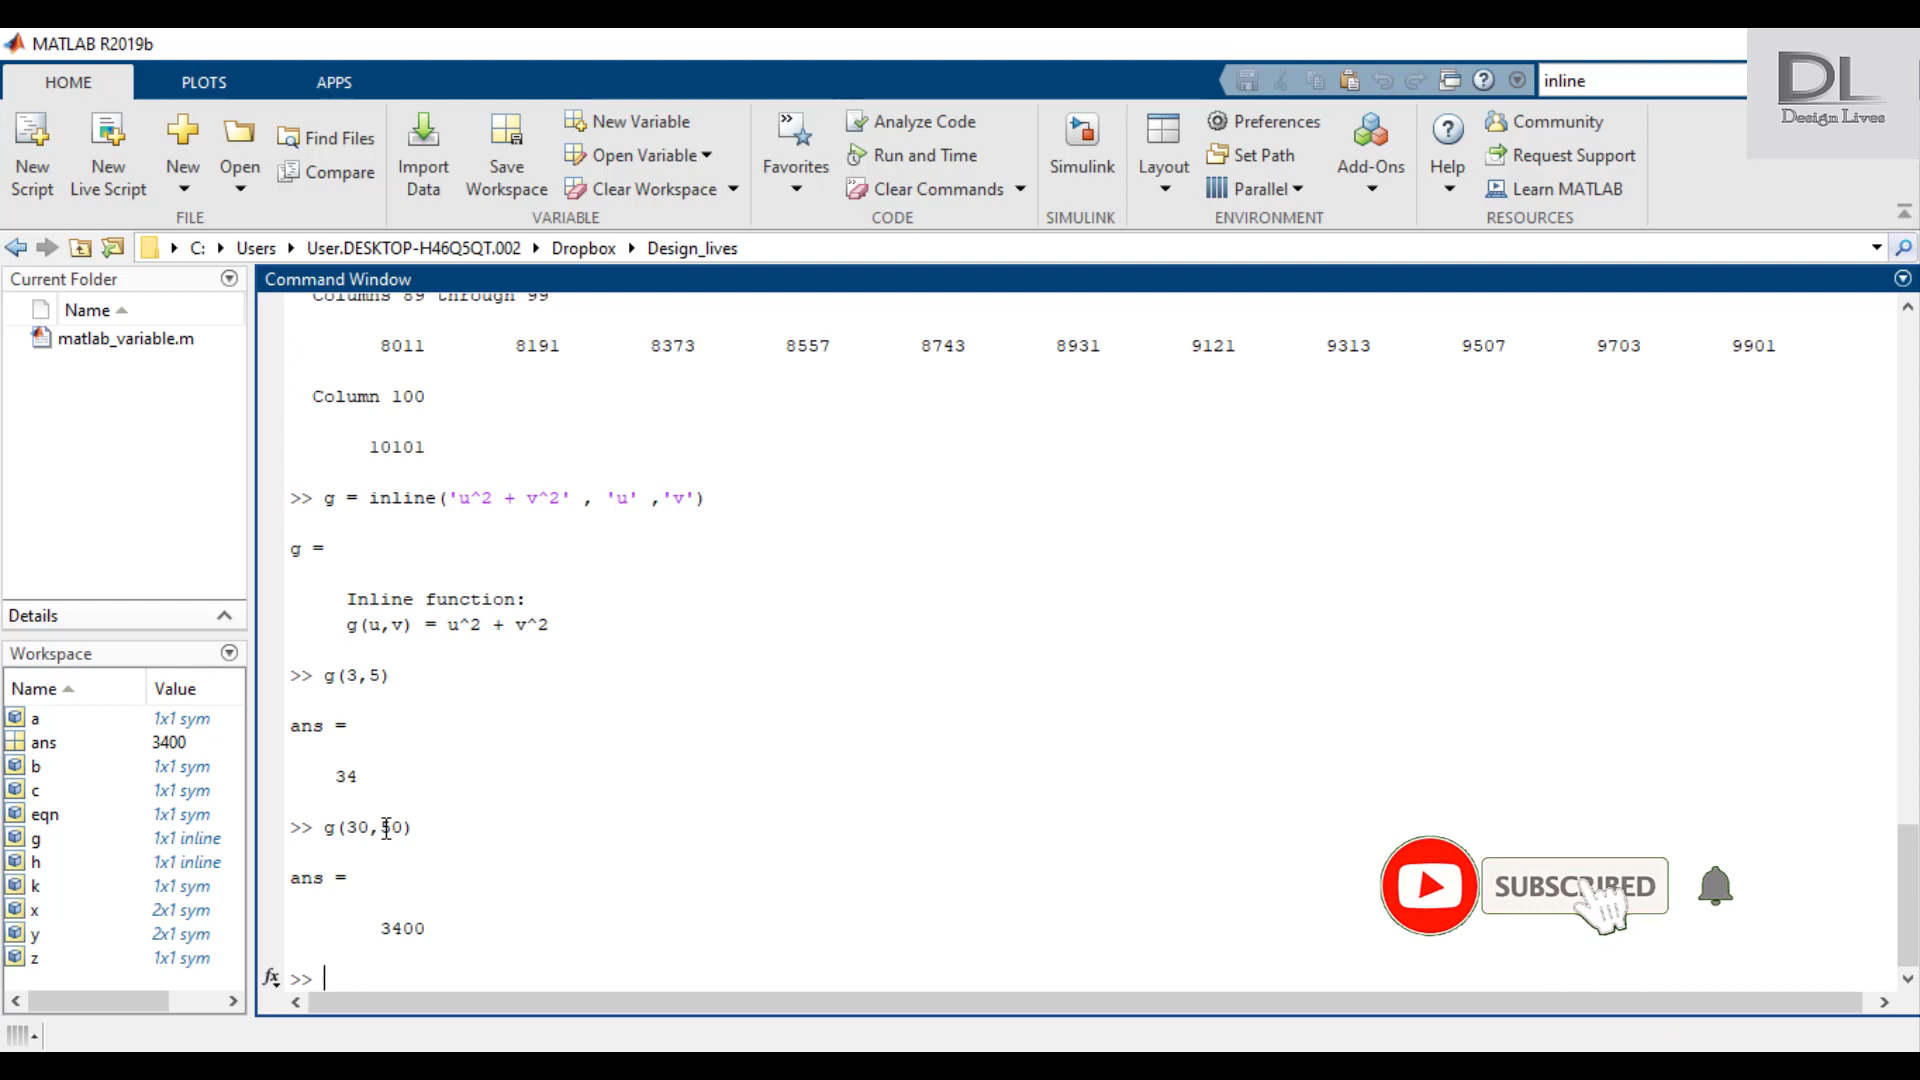 MATLAB R2019b
DL
Design Lives
HOME PLOTS APPS
inline
New Script
New Live Script
New
Open
Find Files
Compare
FILE
Import Data
Save Workspace
New Variable
Open Variable
Clear Workspace
VARIABLE
Favorites
Analyze Code
Run and Time
Clear Commands
CODE
Simulink
SIMULINK
Layout
Preferences
Set Path
Parallel
ENVIRONMENT
Add-Ons
Help
Community
Request Support
Learn MATLAB
RESOURCES
C: Users User.DESKTOP-H46Q5QT.002 Dropbox Design_lives
Current Folder
Name
matlab_variable.m
Details
Workspace
Name Value
a 1x1 sym
ans 3400
b 1x1 sym
c 1x1 sym
eqn 1x1 sym
g 1x1 inline
h 1x1 inline
k 1x1 sym
x 2x1 sym
y 2x1 sym
z 1x1 sym
Command Window
Columns 89 through 99
8011 8191 8373 8557 8743 8931 9121 9313 9507 9703 9901
Column 100
10101
>> g = inline('u^2 + v^2' , 'u' ,'v')
g =
Inline function:
g(u,v) = u^2 + v^2
>> g(3,5)
ans =
34
>> g(30,50)
ans =
3400
fx >>
SUBSCRIBED